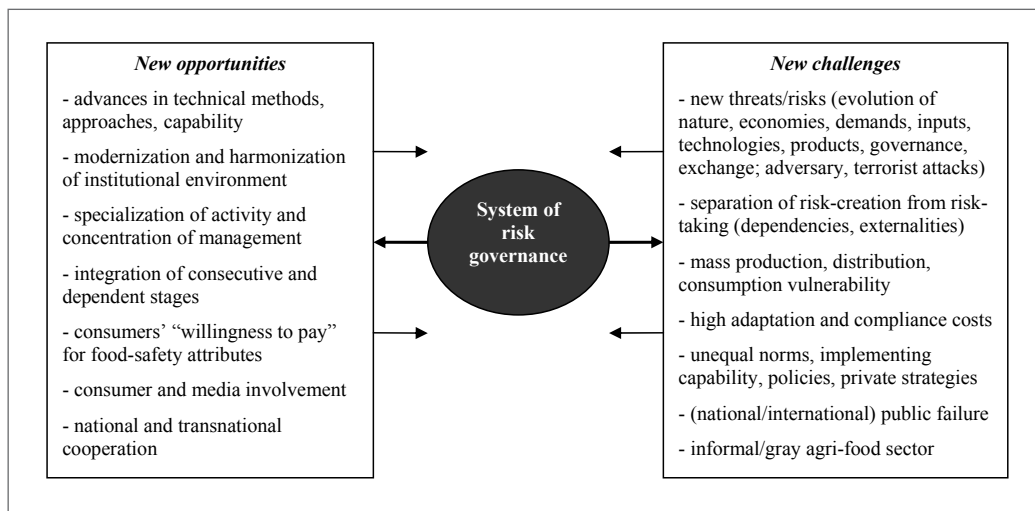 New opportunities
- advances in technical methods,
approaches, capability
- modernization and harmonization
of institutional environment
- specialization of activity and
concentration of management
- integration of consecutive and
dependent stages
- consumers’ “willingness to pay”
for food-safety attributes
- consumer and media involvement
- national and transnational
cooperation
System of
risk
governance
New challenges
- new threats/risks (evolution of
nature, economies, demands, inputs,
technologies, products, governance,
exchange; adversary, terrorist attacks)
- separation of risk-creation from risk-
taking (dependencies, externalities)
- mass production, distribution,
consumption vulnerability
- high adaptation and compliance costs
- unequal norms, implementing
capability, policies, private strategies
- (national/international) public failure
- informal/gray agri-food sector